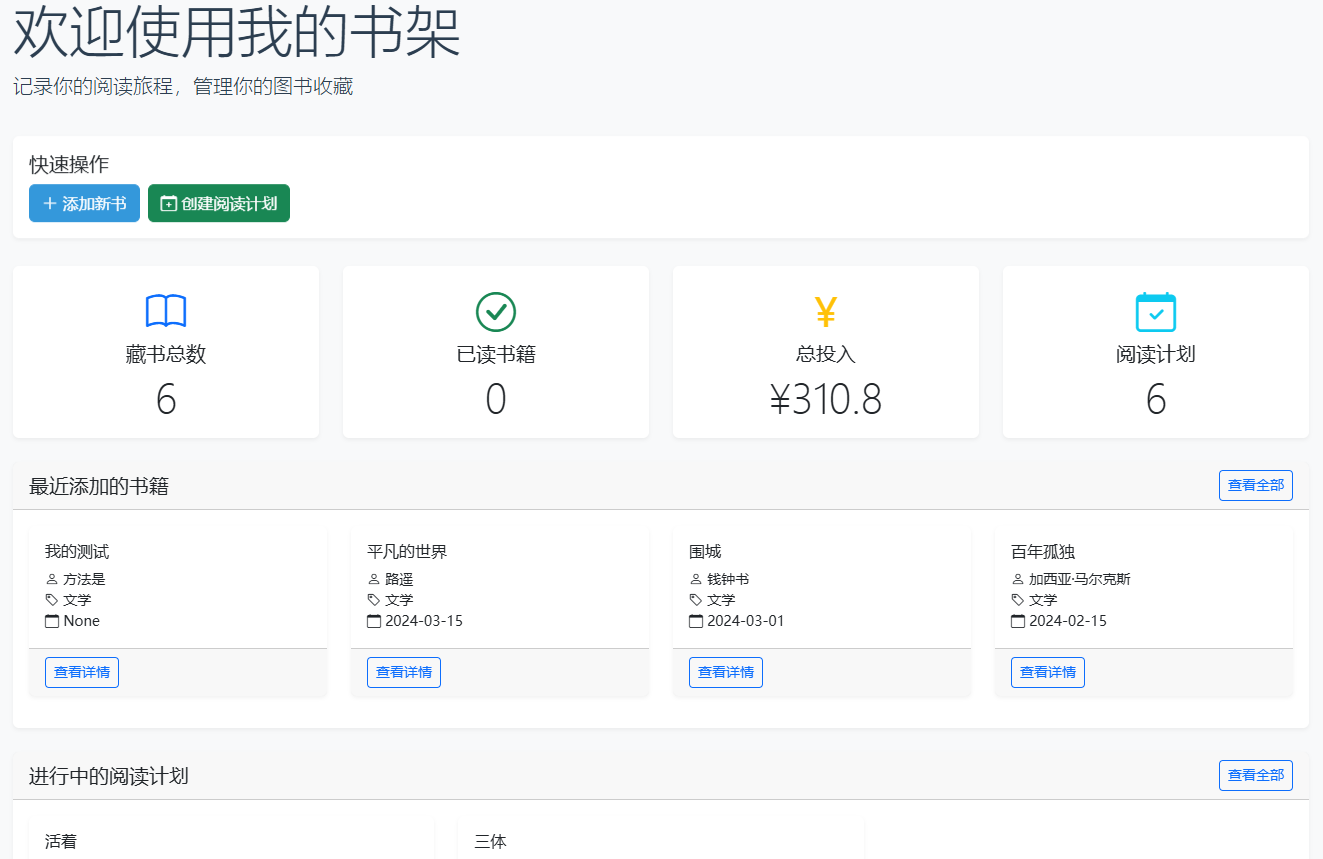 欢迎使用我的书架
记录你的阅读旅程，管理你的图书收藏
快速操作
添加新书 创建阅读计划
藏书总数 已读书籍 总投入 阅读计划
6 0 ¥310.8 6
最近添加的书籍 查看全部
我的测试 平凡的世界 围城 百年孤独
方法是 路遥 钱钟书 加西亚·马尔克斯
文学 文学 文学 文学
None 2024-03-15 2024-03-01 2024-02-15
查看详情 查看详情 查看详情 查看详情
进行中的阅读计划 查看全部
活着 三体